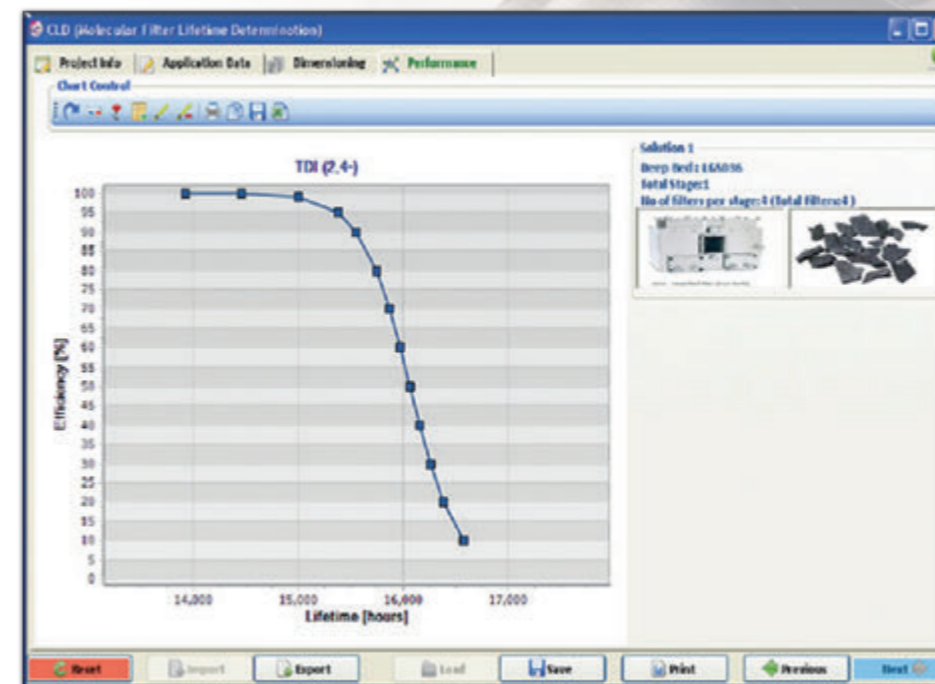 CLD (Molecular Filter Lifetime Determination)
Project Info Application Data Dimensioning Performance
Chart Control
TDI (2,4-)
Solution 1
Deep Bed:
Total Stage:1
No of filters per stage:4 (Total Filters:4 )
100
95
90
85
80
75
70
65
60
55
50
45
40
35
30
25
20
15
10
5
0
Efficiency [%]
14,000 15,000 16,000 17,000
Lifetime [hours]
Reset Import Export Load Save Print Previous Next